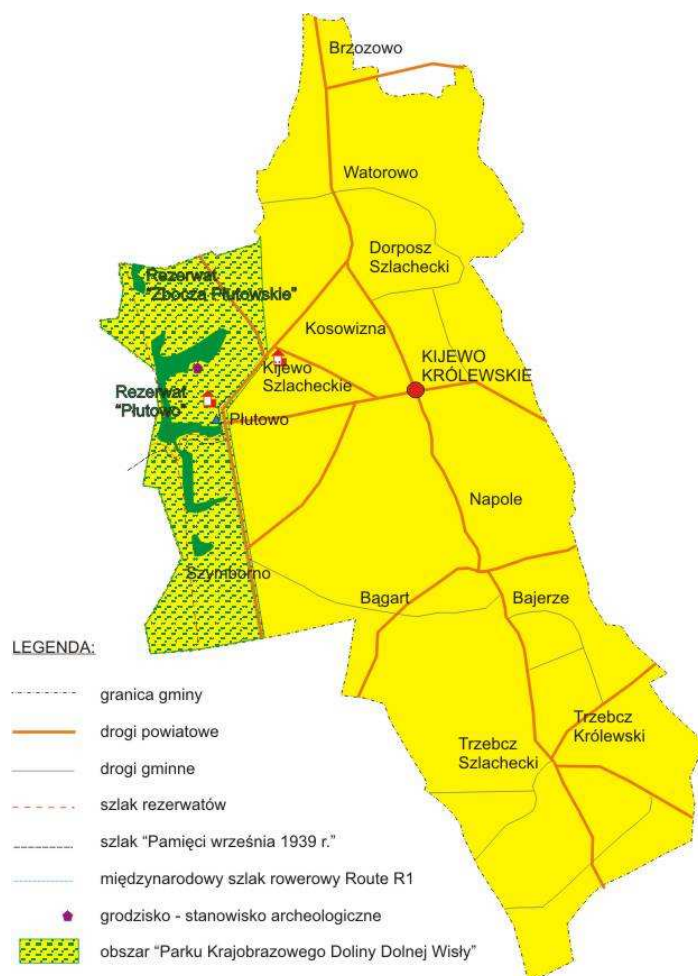 Brzozowo
Watorowo
Dorposz
Szlachecki
Rezerwat
"Zbocza Płutowskie"
Kosowizna
KIJEWO
KRÓLEWSKIE
Kijewo
Szlacheckie
Rezerwat
"Płutowo"
Płutowo
Napole
Szymborno
Bągart
Bajerze
Trzebcz
Królewski
Trzebcz
Szlachecki
LEGENDA:
granica gminy
drogi powiatowe
drogi gminne
szlak rezerwatów
szlak "Pamięci września 1939 r."
międzynarodowy szlak rowerowy Route R1
grodzisko - stanowisko archeologiczne
obszar "Parku Krajobrazowego Doliny Dolnej Wisły"